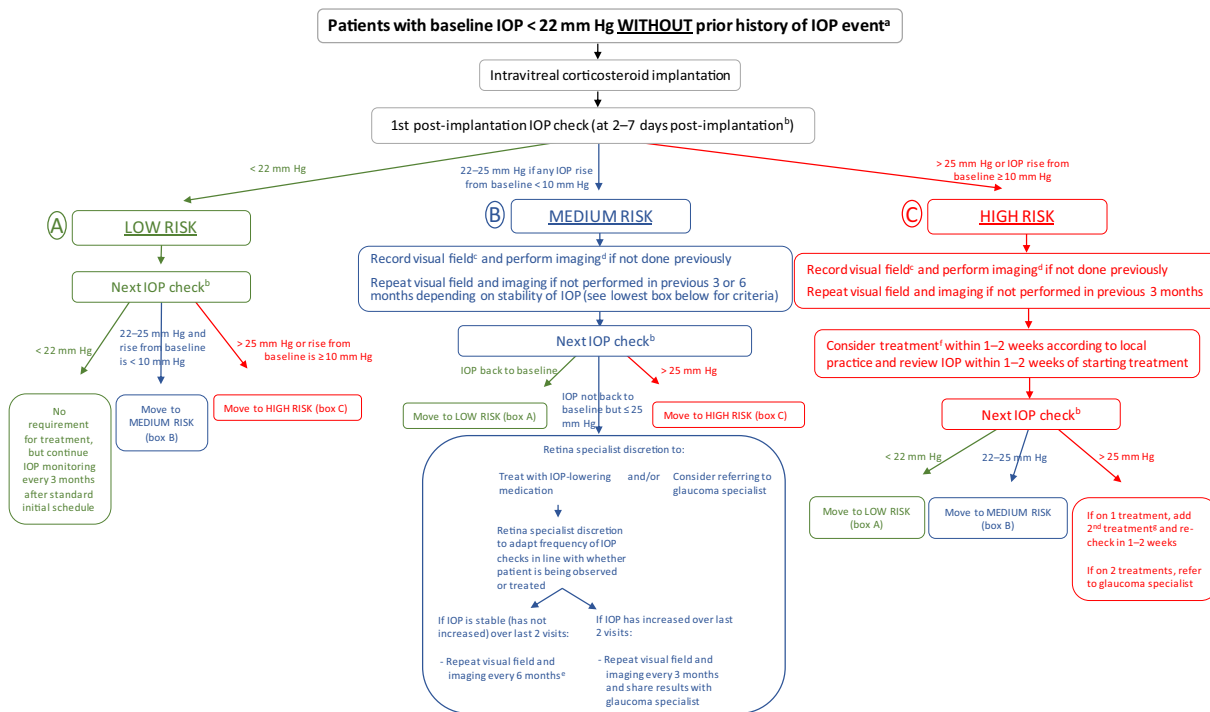 Patients with baseline IOP < 22 mm Hg WITHOUT prior history of IOP eventᵃ
Intravitreal corticosteroid implantation
1st post-implantation IOP check (at 2–7 days post-implantationᵇ)
< 22 mm Hg
22–25 mm Hg if any IOP rise
from baseline < 10 mm Hg
> 25 mm Hg or IOP rise from
baseline ≥ 10 mm Hg
A
LOW RISK
B
MEDIUM RISK
C
HIGH RISK
Next IOP checkᵇ
< 22 mm Hg
22–25 mm Hg and
rise from baseline
is < 10 mm Hg
> 25 mm Hg or rise from
baseline is ≥ 10 mm Hg
No
requirement
for treatment,
but continue
IOP monitoring
every 3 months
after standard
initial schedule
Move to
MEDIUM RISK
(box B)
Move to HIGH RISK (box C)
Record visual fieldᶜ and perform imagingᵈ if not done previously
Repeat visual field and imaging if not performed in previous 3 or 6
months depending on stability of IOP (see lowest box below for criteria)
Next IOP checkᵇ
IOP back to baseline
IOP not back to
baseline but ≤ 25
mm Hg
> 25 mm Hg
Move to LOW RISK (box A)
Move to HIGH RISK (box C)
Retina specialist discretion to:
Treat with IOP-lowering
medication
and/or
Consider referring to
glaucoma specialist
Retina specialist discretion
to adapt frequency of IOP
checks in line with whether
patient is being observed
or treated
If IOP is stable (has not
increased) over last 2 visits:
- Repeat visual field and
imaging every 6 monthsᵉ
If IOP has increased over last
2 visits:
- Repeat visual field and
imaging every 3 months
and share results with
glaucoma specialist
Record visual fieldᶜ and perform imagingᵈ if not done previously
Repeat visual field and imaging if not performed in previous 3 months
Consider treatmentᶠ within 1–2 weeks according to local
practice and review IOP within 1–2 weeks of starting treatment
Next IOP checkᵇ
< 22 mm Hg
22–25 mm Hg
> 25 mm Hg
Move to LOW RISK
(box A)
Move to MEDIUM RISK
(box B)
If on 1 treatment, add
2ⁿᵈ treatmentᵍ and re-
check in 1–2 weeks
If on 2 treatments, refer
to glaucoma specialist